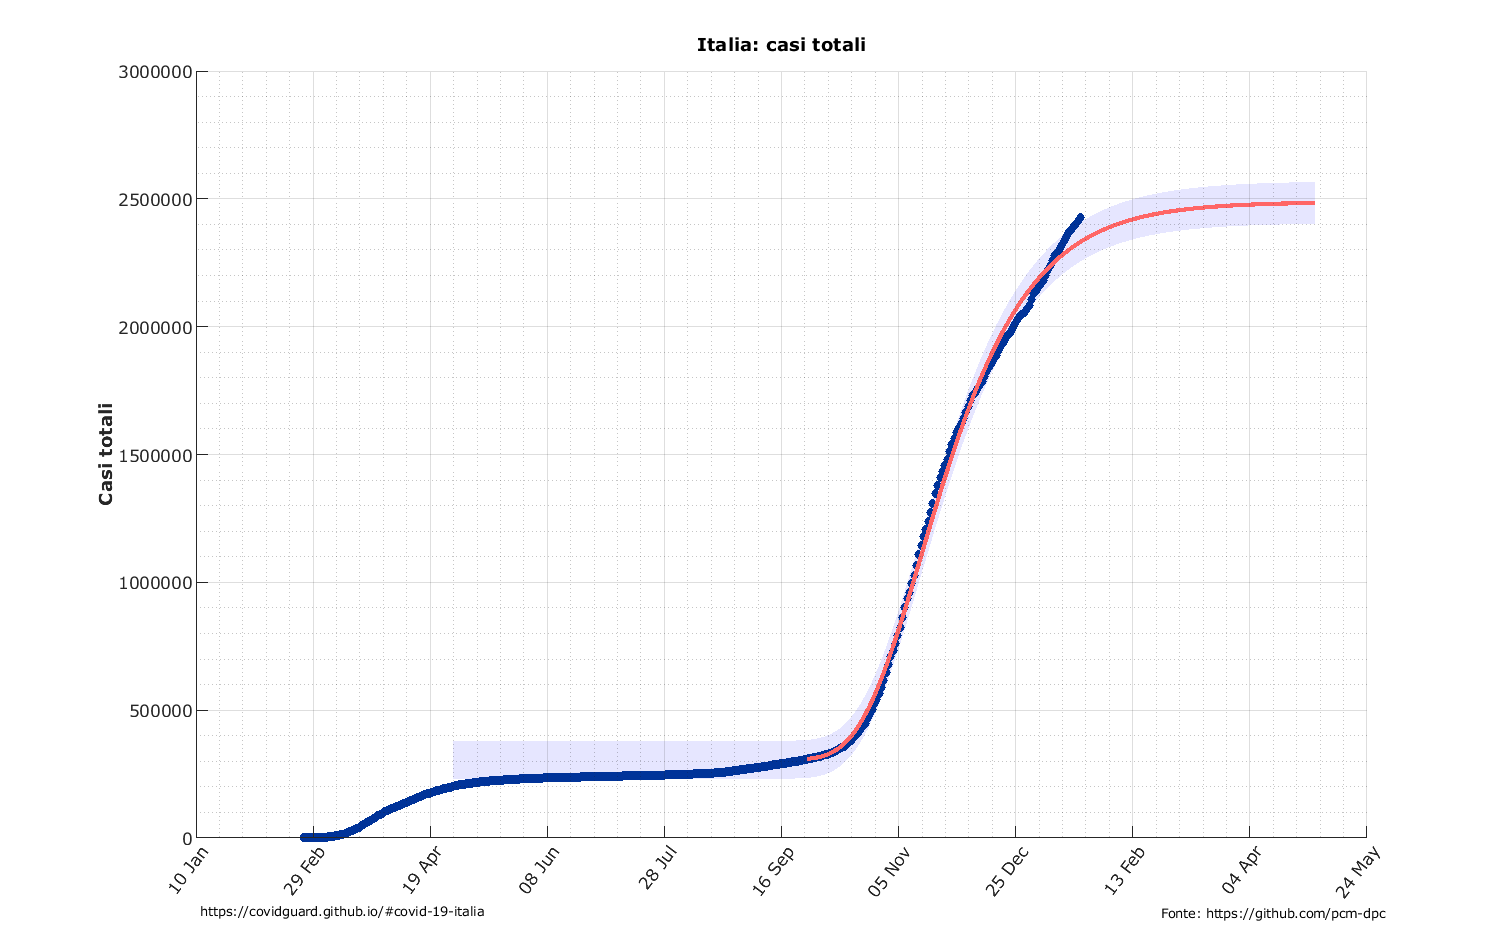 Italia: casi totali
3000000
2500000
2000000
1500000
1000000
500000
0
Casi totali
10 Jan
29 Feb
19 Apr
08 Jun
28 Jul
16 Sep
05 Nov
25 Dec
13 Feb
04 Apr
24 May
https://covidguard.github.io/#covid-19-italia
Fonte: https://github.com/pcm-dpc